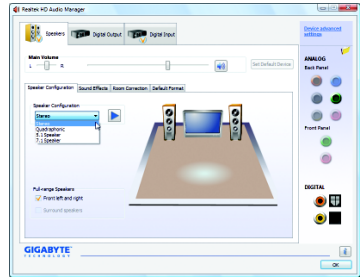 Realtek HD Audio Manager
Speakers
Digital Output
Digital Input
Device advanced settings
Main Volume
L
R
Set Default Device
ANALOG
Back Panel
Speaker Configuration
Sound Effects
Room Correction
Default Format
Speaker Configuration
Stereo
Stereo
Quadraphonic
5.1 Speaker
7.1 Speaker
Front Panel
Full-range Speakers
Front left and right
Surround speakers
DIGITAL
GIGABYTE
TECHNOLOGY
OK